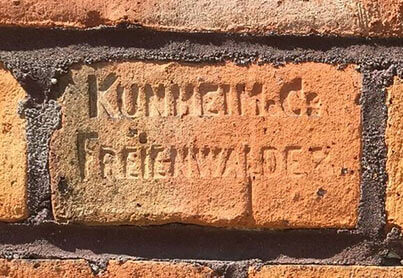 KUNHEIM & Co
FREIENWALDE a/